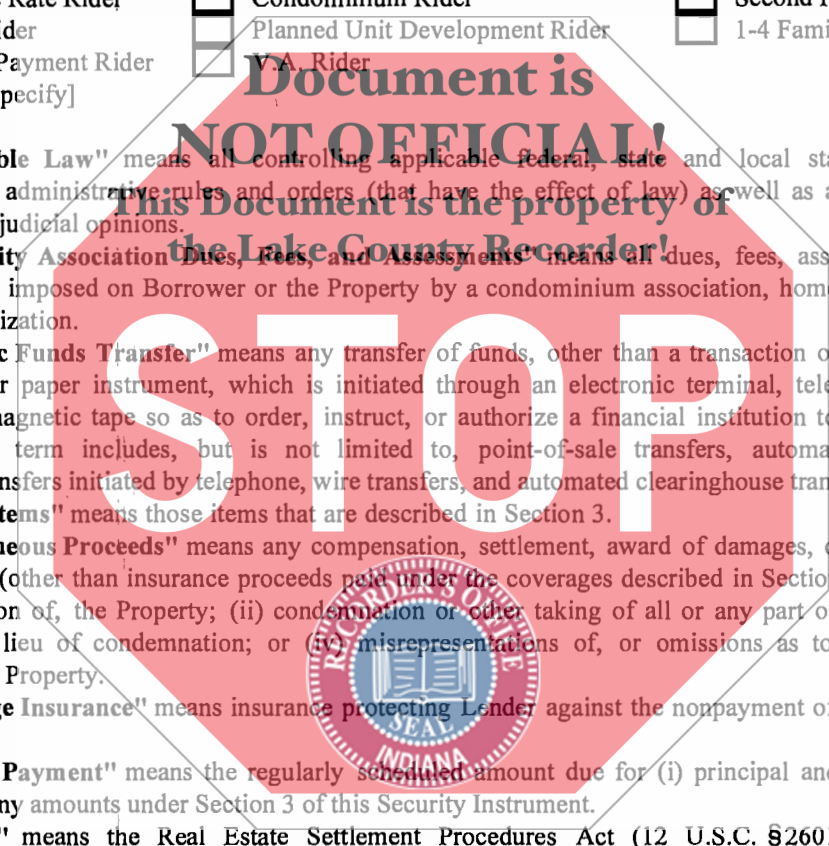 Rate Rider Condominium Rider Second
ider Planned Unit Development Rider 1-4 Fami
Payment Rider V.A. Rider
pecify]
Document is
NOT OFFICIAL!
This Document is the property of
the Lake County Recorder!
ble Law" means all controlling applicable federal, state and local sta
administrative rules and orders (that have the effect of law) as well as a
judicial opinions.
ity Association Dues, Fees, and Assessments" means all dues, fees, ass
imposed on Borrower or the Property by a condominium association, home
ization.
c Funds Transfer" means any transfer of funds, other than a transaction o
r paper instrument, which is initiated through an electronic terminal, tele
agnetic tape so as to order, instruct, or authorize a financial institution to
term includes, but is not limited to, point-of-sale transfers, automa
nsfers initiated by telephone, wire transfers, and automated clearinghouse tran
tems" means those items that are described in Section 3.
STOP
eous Proceeds" means any compensation, settlement, award of damages,
(other than insurance proceeds paid under the coverages described in Sectio
on of, the Property; (ii) condemnation or other taking of all or any part o
lieu of condemnation; or (iv) misrepresentations of, or omissions as to
Property.
RECORDER'S OFFICE
SEAL
INDIANA
ge Insurance" means insurance protecting Lender against the nonpayment of
Payment" means the regularly scheduled amount due for (i) principal and
ny amounts under Section 3 of this Security Instrument.
" means the Real Estate Settlement Procedures Act (12 U.S.C. §260